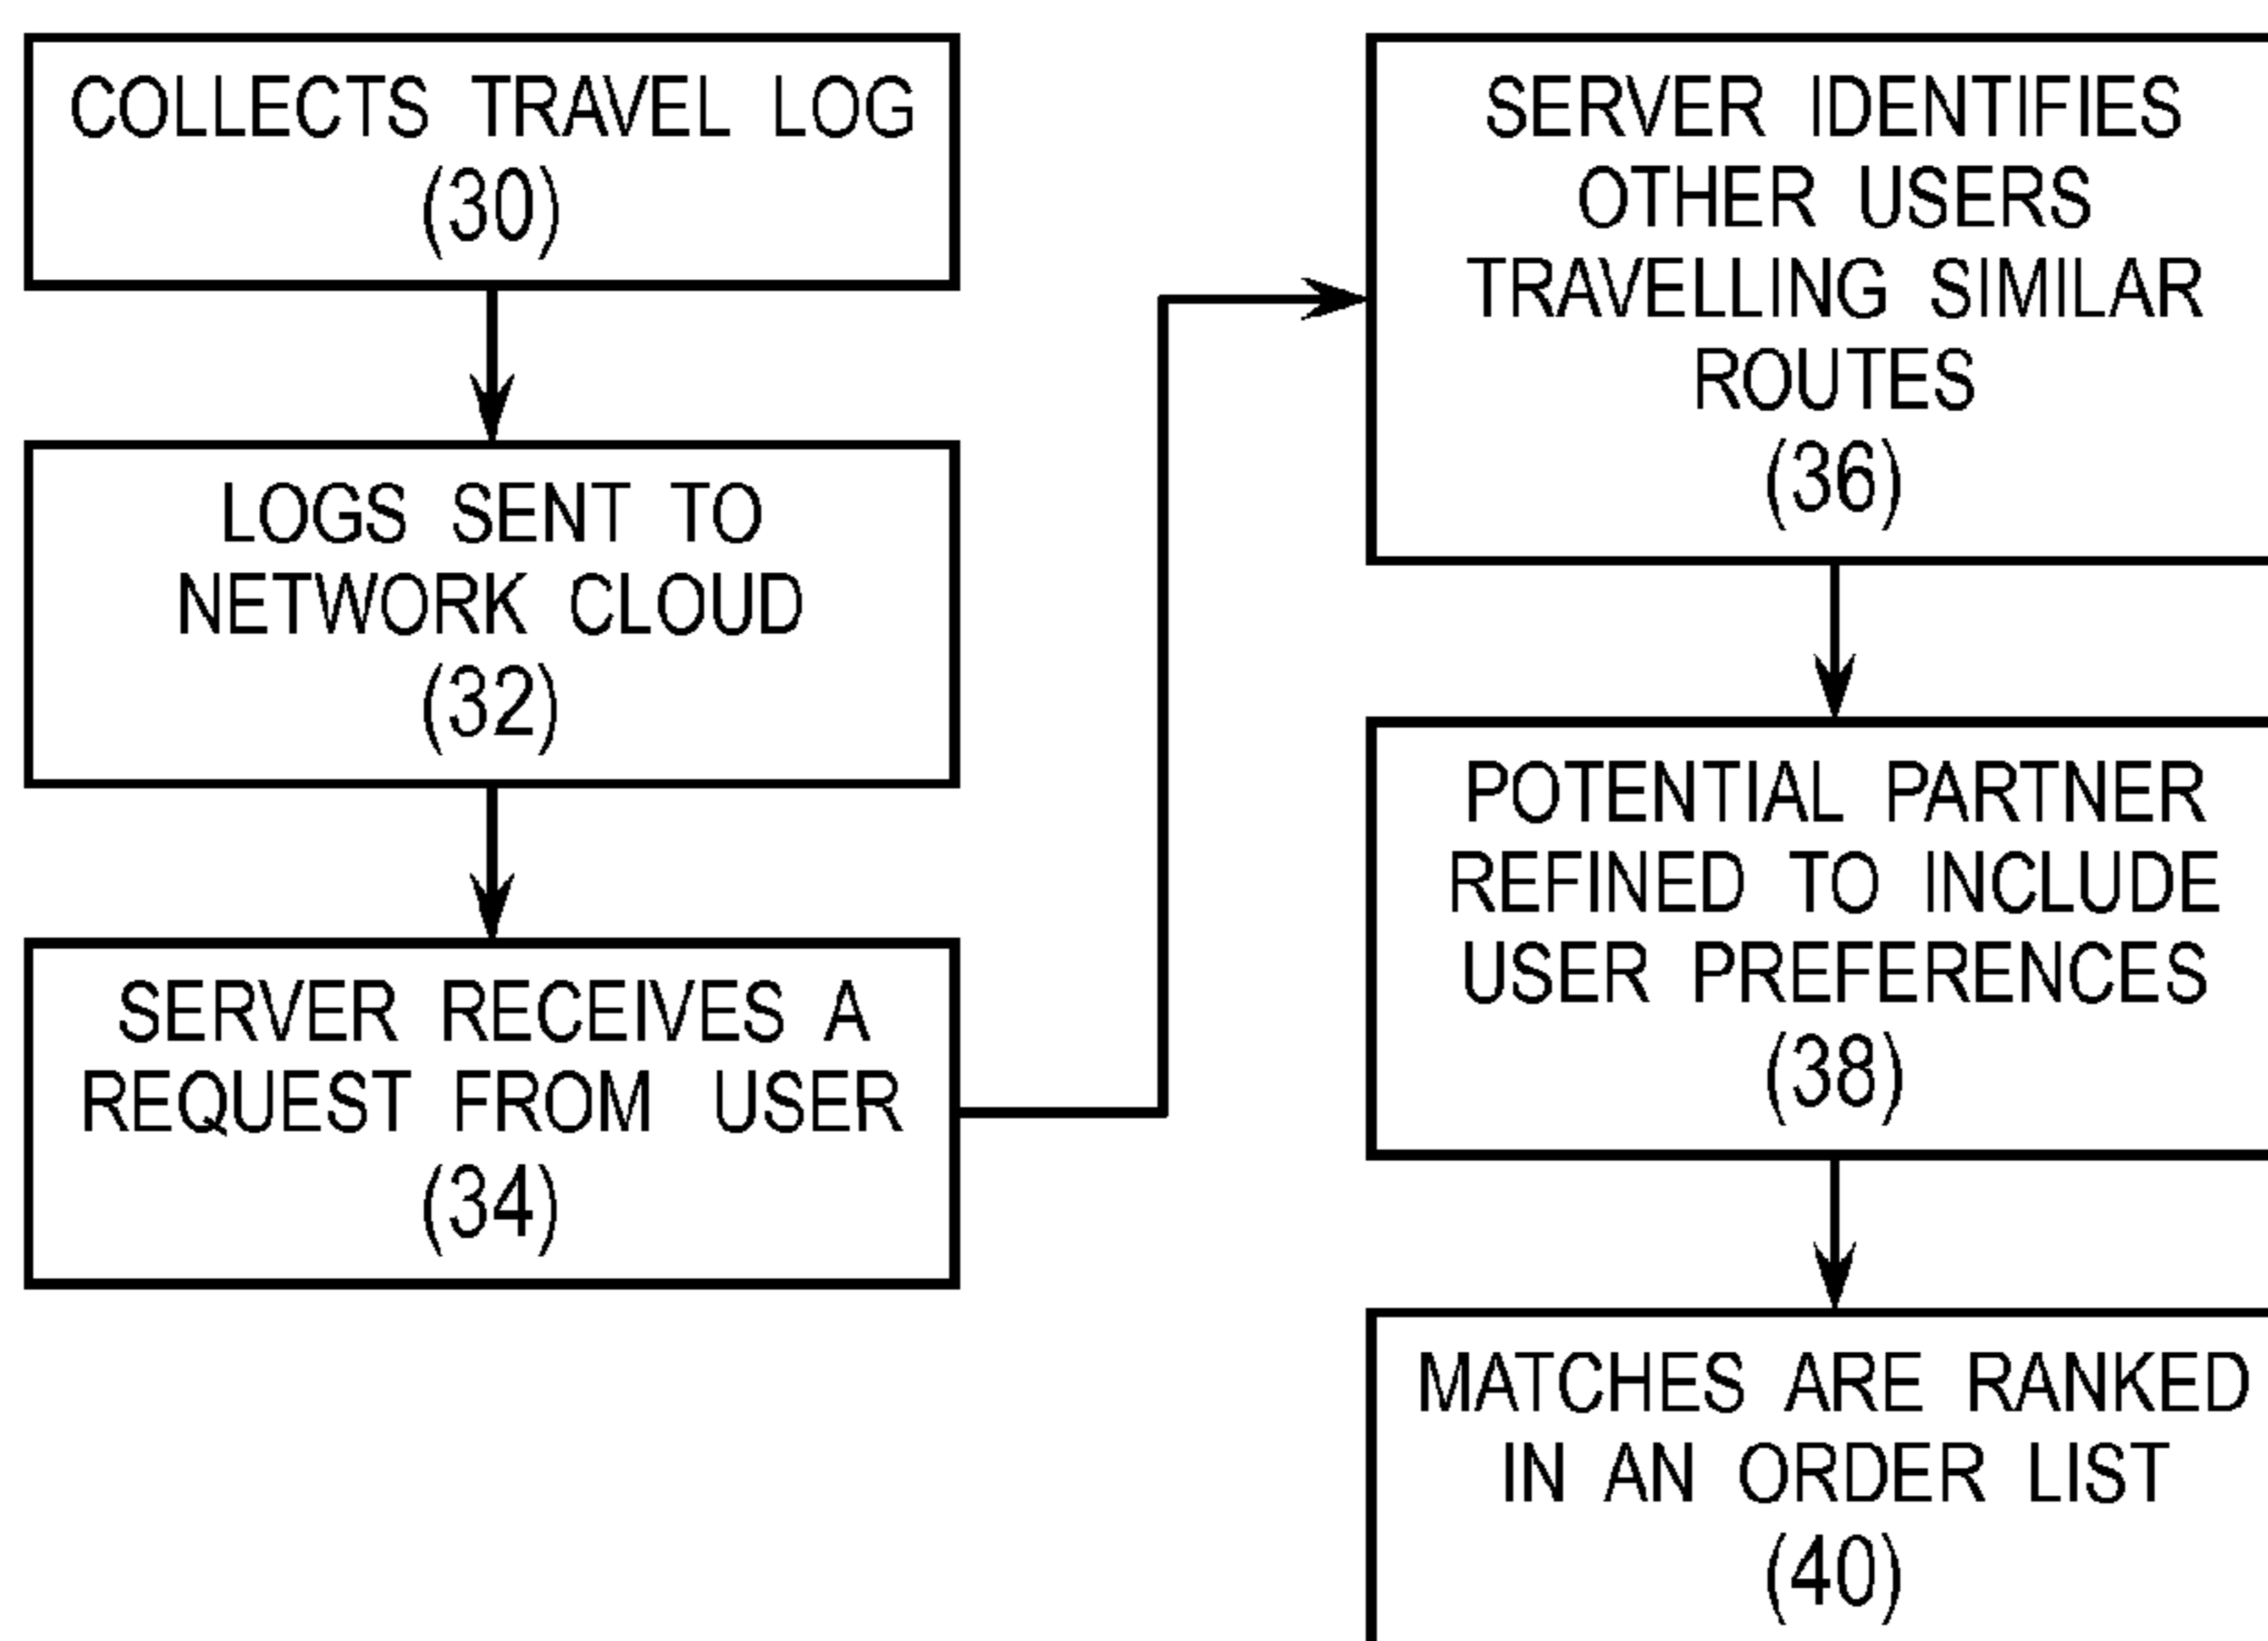 COLLECTS TRAVEL LOG
(30)
LOGS SENT TO
NETWORK CLOUD
(32)
SERVER RECEIVES A
REQUEST FROM USER
(34)
SERVER IDENTIFIES
OTHER USERS
TRAVELLING SIMILAR
ROUTES
(36)
POTENTIAL PARTNER
REFINED TO INCLUDE
USER PREFERENCES
(38)
MATCHES ARE RANKED
IN AN ORDER LIST
(40)